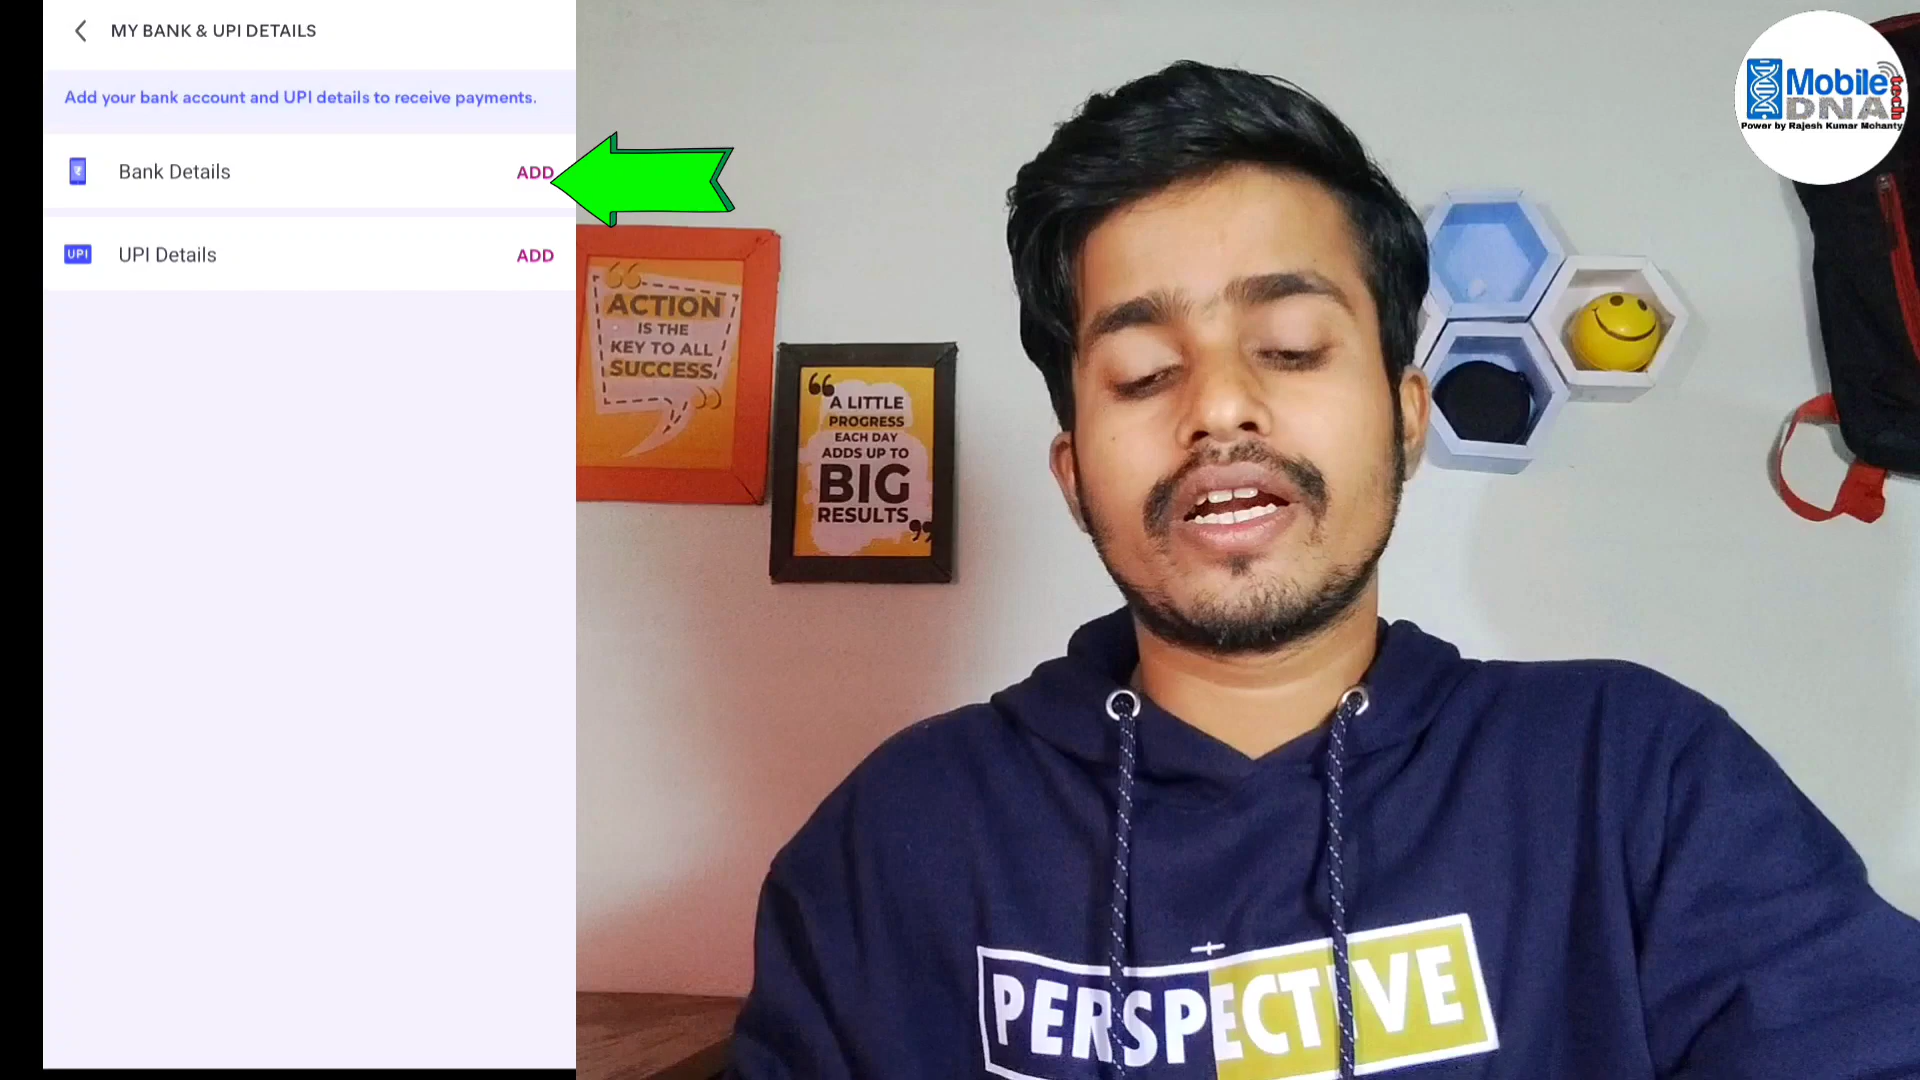 MY BANK & UPI DETAILS
Add your bank account and UPI details to receive payments.
Bank Details
ADD
UPI
UPI Details
ADD
“
ACTION
IS THE
KEY TO ALL
SUCCESS,
”
“
A LITTLE
PROGRESS
EACH DAY
ADDS UP TO
BIG
RESULTS
”
Mobile
DNA
tech
Power by Rajesh Kumar Mohanty
PERSPECTIVE